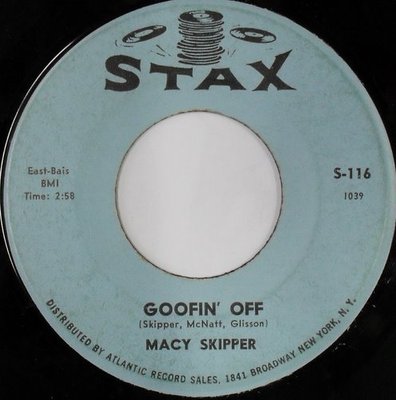 STAX
East-Bais
BMI
Time: 2:58
S-116
1039
GOOFIN' OFF
(Skipper, McNatt, Glisson)
MACY SKIPPER
DISTRIBUTED BY ATLANTIC RECORD SALES, 1841 BROADWAY NEW YORK, N. Y.